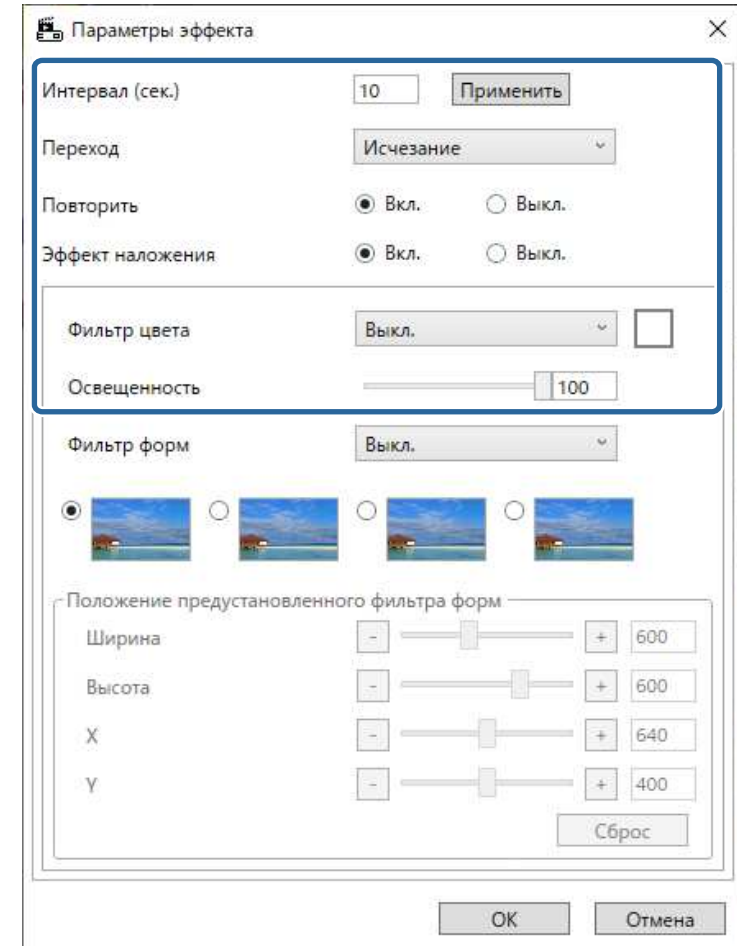 Параметры эффекта
Интервал (сек.) 10 Применить
Переход Исчезание
Повторить Вкл. Выкл.
Эффект наложения Вкл. Выкл.
Фильтр цвета Выкл.
Освещенность 100
Фильтр форм Выкл.
Положение предустановленного фильтра форм
Ширина - + 600
Высота - + 600
X - + 640
Y - + 400
Сброс
OK Отмена